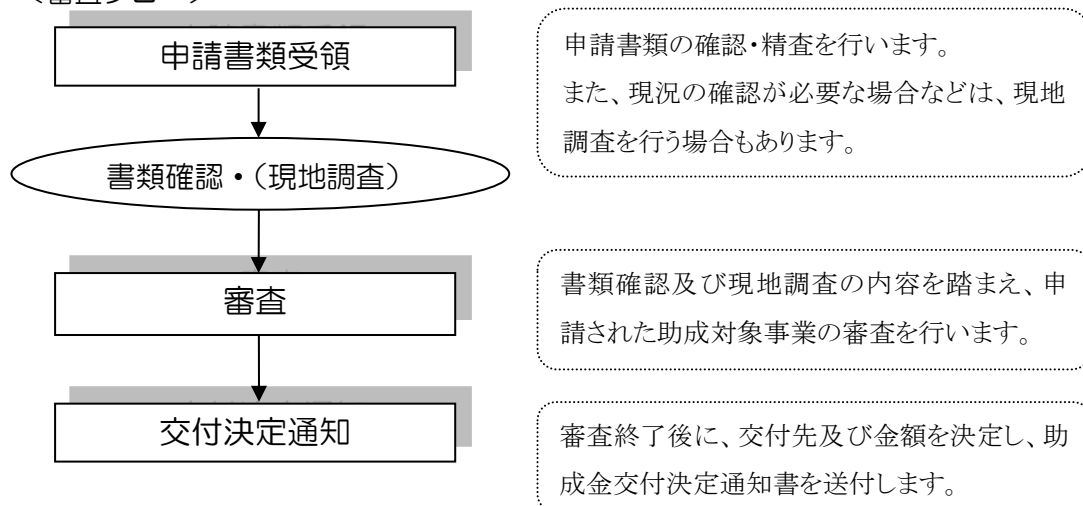 申請書類受領
申請書類の確認・精査を行います。
また、現況の確認が必要な場合などは、現地
調査を行う場合もあります。
書類確認・（現地調査）
審査
書類確認及び現地調査の内容を踏まえ、申
請された助成対象事業の審査を行います。
交付決定通知
審査終了後に、交付先及び金額を決定し、助
成金交付決定通知書を送付します。